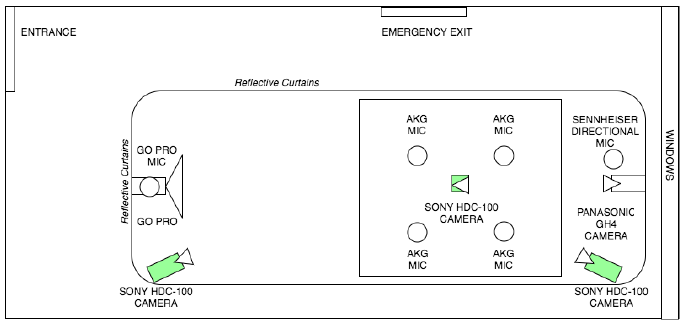 ENTRANCE
EMERGENCY EXIT
Reflective Curtains
AKG
MIC
AKG
MIC
SENNHEISER
DIRECTIONAL
MIC
WINDOWS
Reflective Curtains
GO PRO
MIC
GO PRO
SONY HDC-100
CAMERA
PANASONIC
GH4
CAMERA
AKG
MIC
AKG
MIC
SONY HDC-100
CAMERA
SONY HDC-100
CAMERA